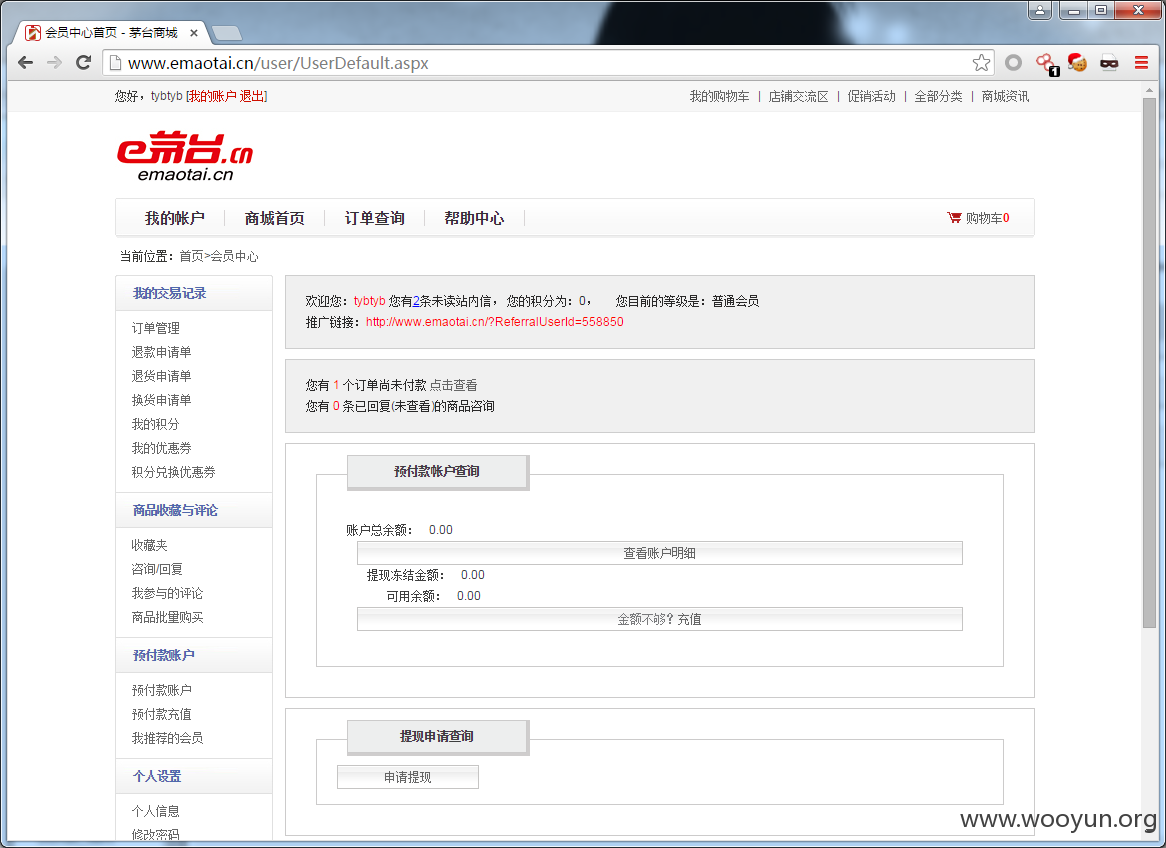 会员中心首页 - 茅台商城
www.emaotai.cn/user/UserDefault.aspx
1
您好，tybtyb [我的账户 退出]
我的购物车 | 店铺交流区 | 促销活动 | 全部分类 | 商城资讯
e茅台.cn
emaotai.cn
我的帐户 商城首页 订单查询 帮助中心 购物车0
当前位置：首页>会员中心
我的交易记录
订单管理
退款申请单
退货申请单
换货申请单
我的积分
我的优惠券
积分兑换优惠券
商品收藏与评论
收藏夹
咨询/回复
我参与的评论
商品批量购买
预付款账户
预付款账户
预付款充值
我推荐的会员
个人设置
个人信息
修改密码
欢迎您：tybtyb 您有2条未读站内信，您的积分为：0， 您目前的等级是：普通会员
推广链接：http://www.emaotai.cn/?ReferralUserId=558850
您有 1 个订单尚未付款 点击查看
您有 0 条已回复(未查看)的商品咨询
预付款帐户查询
账户总余额： 0.00
查看账户明细
提现冻结金额： 0.00
可用余额： 0.00
金额不够？充值
提现申请查询
申请提现
www.wooyun.org